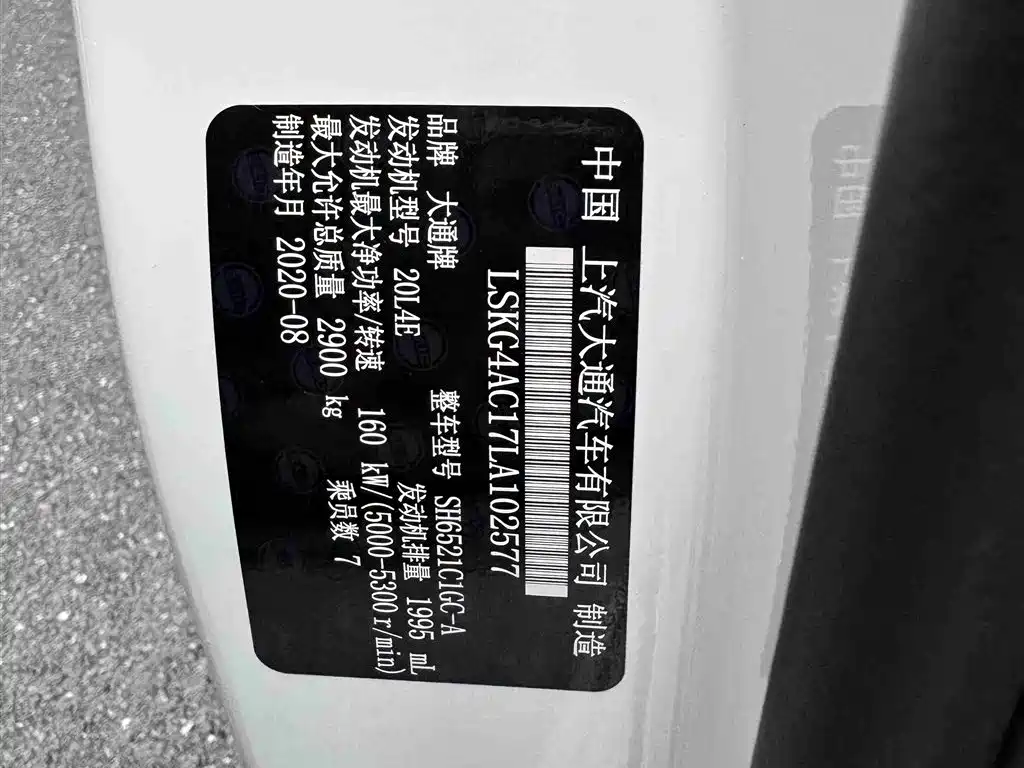 中国 上汽大通汽车有限公司 制造
LSKG4AC17LA102577
品牌 大通牌 整车型号 SH6521C1GC-A
发动机型号 20L4E 发动机排量 1995 mL
发动机最大净功率/转速 160 kW/(5000-5300r/min)
最大允许总质量 2900 kg 乘员数 7
制造年月 2020-08